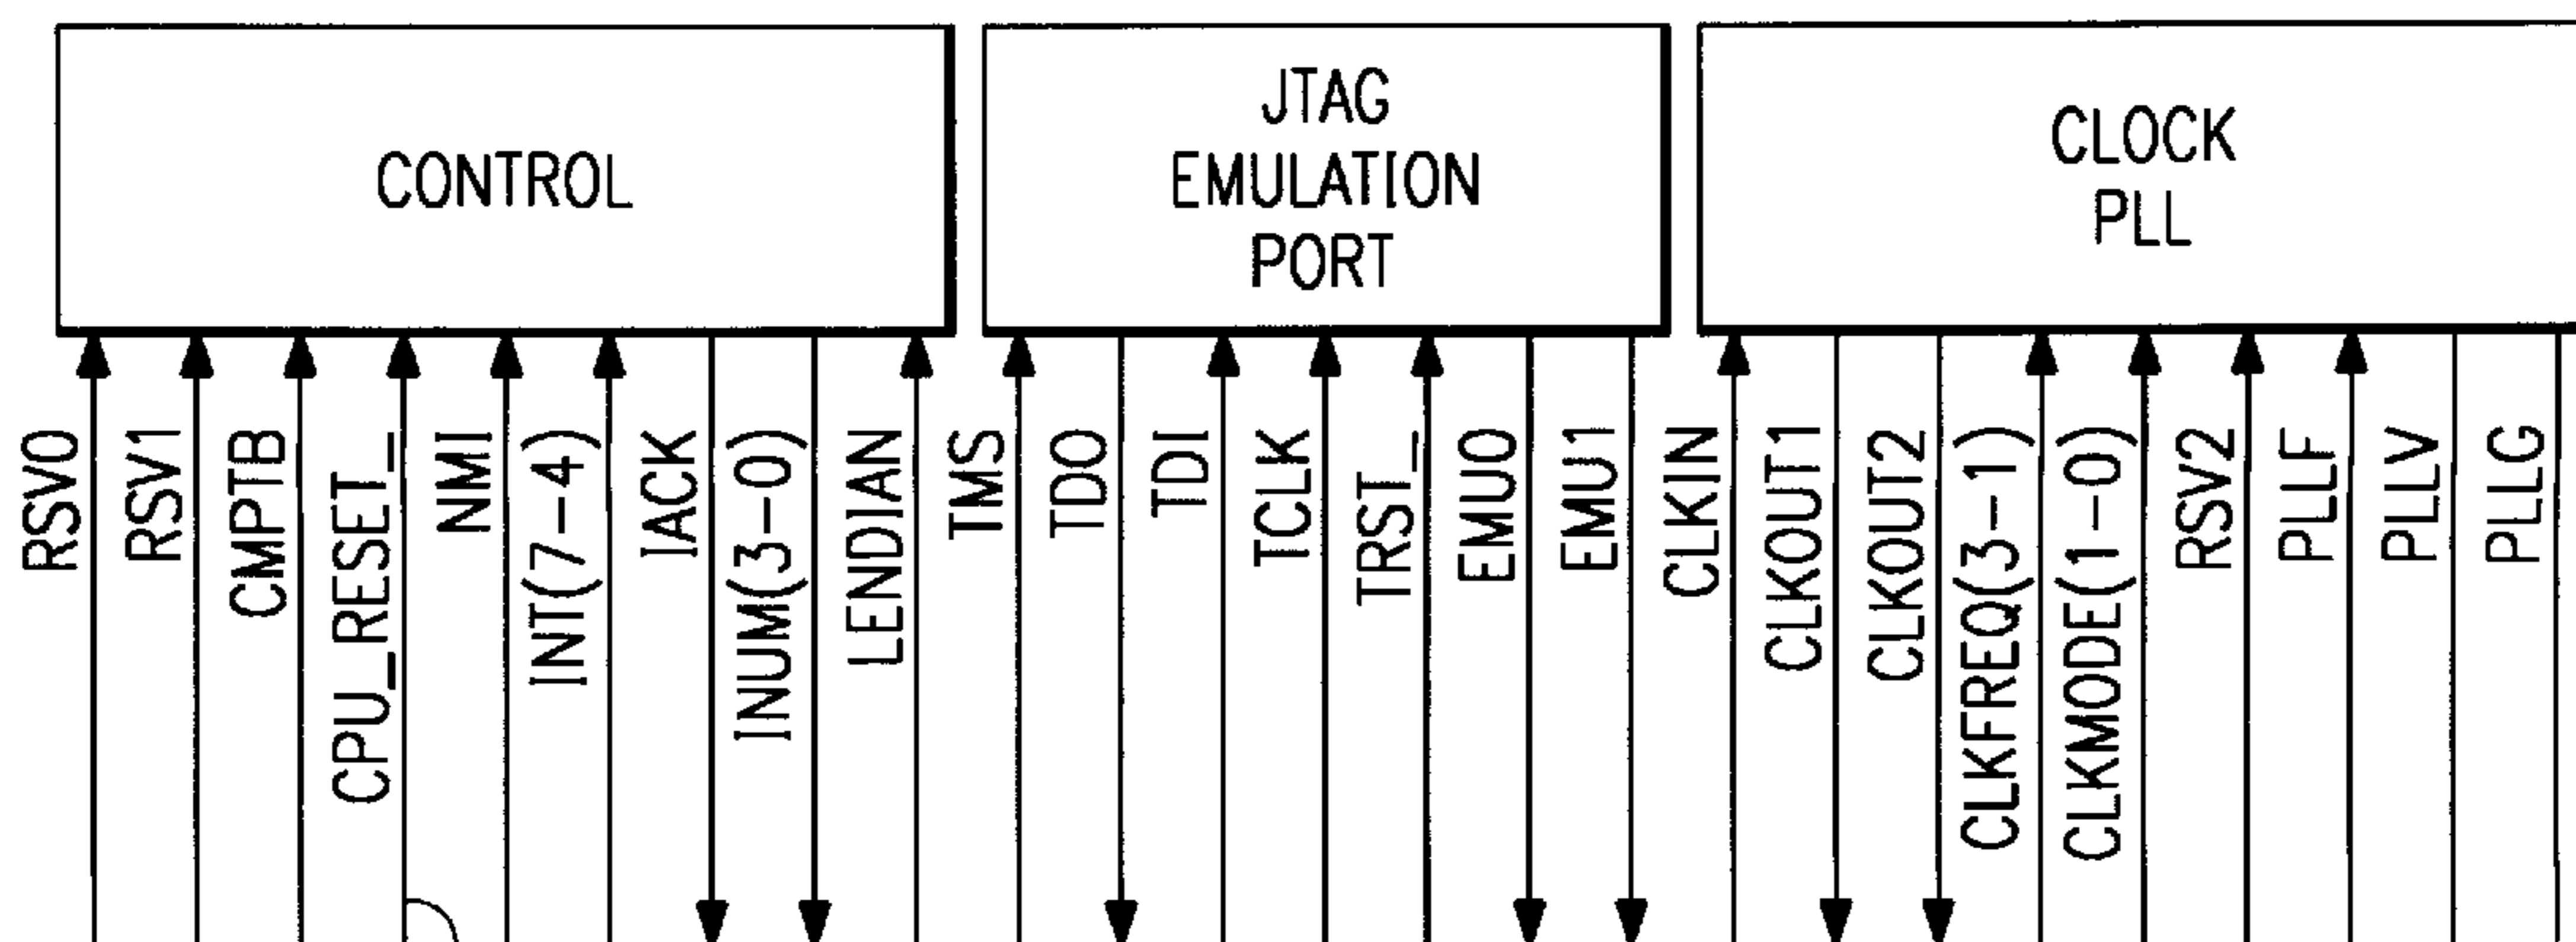 CONTROL
JTAG
EMULATION
PORT
CLOCK
PLL
RSV0
RSV1
CMPTB
CPU_RESET_
NMI
INT(7-4)
IACK
INUM(3-0)
LENDIAN
TMS
TDO
TDI
TCLK
TRST_
EMU0
EMU1
CLKIN
CLKOUT1
CLKOUT2
CLKFREQ(3-1)
CLKMODE(1-0)
RSV2
PLLF
PLLV
PLLG